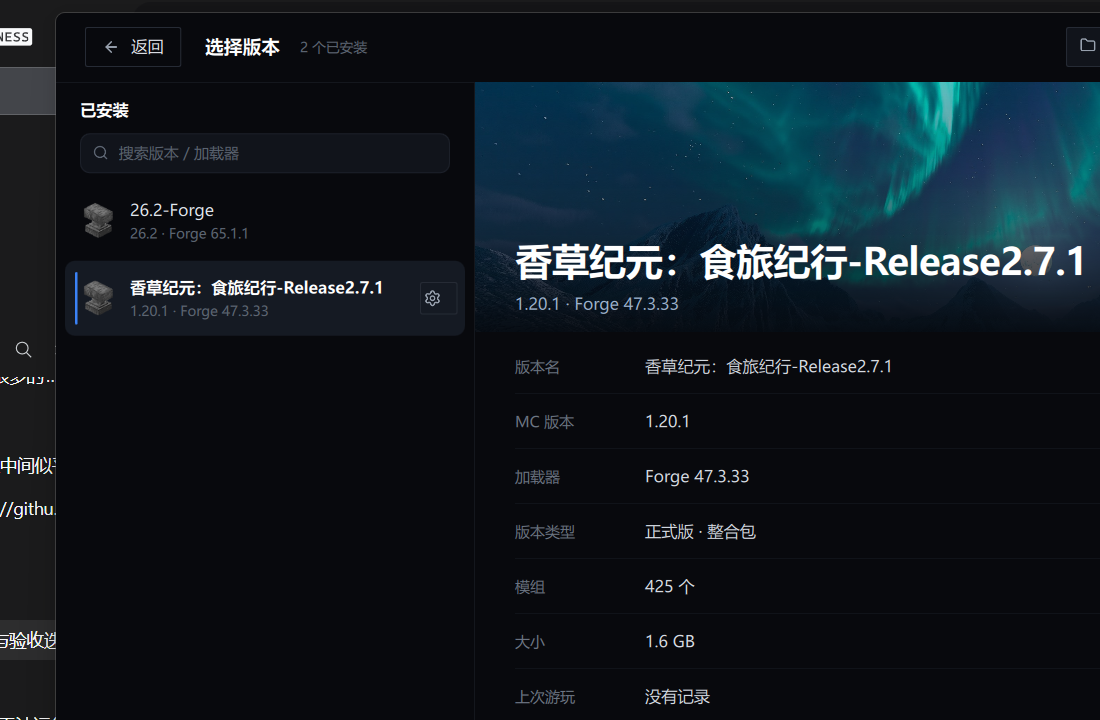 NESS
返回
选择版本
2 个已安装
已安装
搜索版本 / 加载器
26.2-Forge
26.2 · Forge 65.1.1
香草纪元：食旅纪行-Release2.7.1
1.20.1 · Forge 47.3.33
香草纪元：食旅纪行-Release2.7.1
1.20.1 · Forge 47.3.33
版本名
香草纪元：食旅纪行-Release2.7.1
MC 版本
1.20.1
加载器
Forge 47.3.33
版本类型
正式版 · 整合包
模组
425 个
大小
1.6 GB
上次游玩
没有记录
中间似
//githu
与验收选